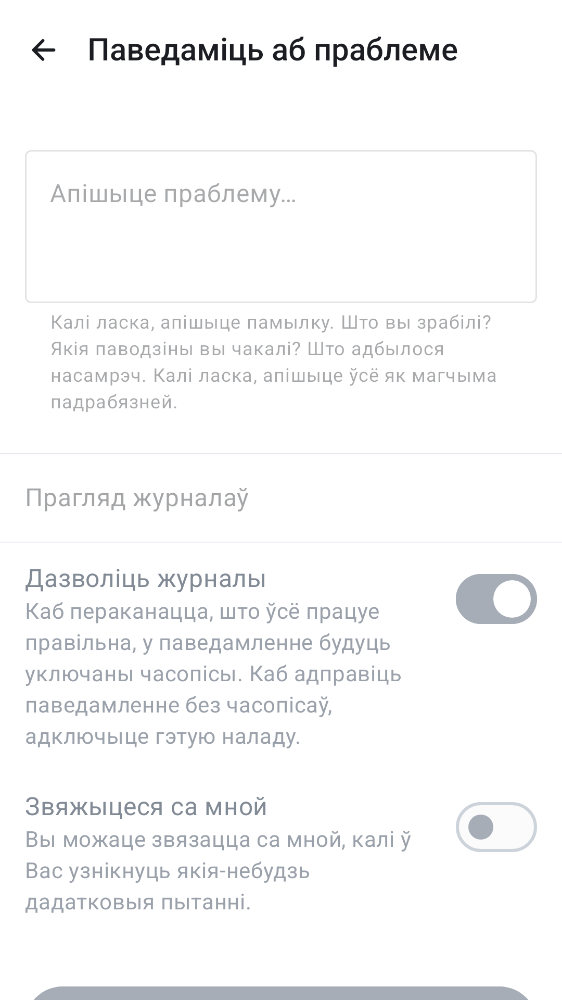 Паведаміць аб праблеме
Апішыце праблему...
Калі ласка, апішыце памылку. Што вы зрабілі?
Якія паводзіны вы чакалі? Што адбылося
насамрэч. Калі ласка, апішыце ўсё як магчыма
падрабязней.
Прагляд журналаў
Дазволіць журналы
Каб пераканацца, што ўсё працуе
правільна, у паведамленне будуць
уключаны часопісы. Каб адправіць
паведамленне без часопісаў,
адключыце гэтую наладу.
Звяжыцеся са мной
Вы можаце звязацца са мной, калі ў
Вас узнікнуць якія-небудзь
дадатковыя пытанні.